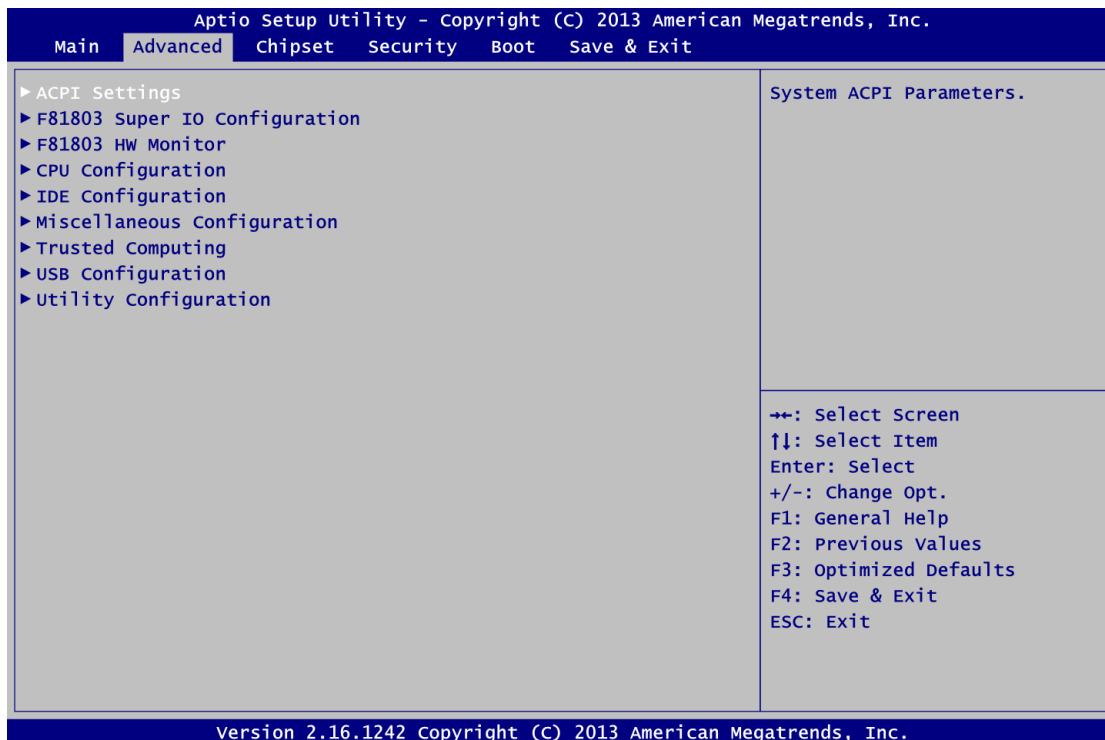 Aptio Setup Utility - Copyright (C) 2013 American Megatrends, Inc.
Main Advanced Chipset Security Boot Save & Exit
►ACPI Settings
►F81803 Super IO Configuration
►F81803 HW Monitor
►CPU Configuration
►IDE Configuration
►Miscellaneous Configuration
►Trusted Computing
►USB Configuration
►Utility Configuration
System ACPI Parameters.
→←: Select Screen
↑↓: Select Item
Enter: Select
+/-: Change Opt.
F1: General Help
F2: Previous Values
F3: Optimized Defaults
F4: Save & Exit
ESC: Exit
Version 2.16.1242 Copyright (C) 2013 American Megatrends, Inc.